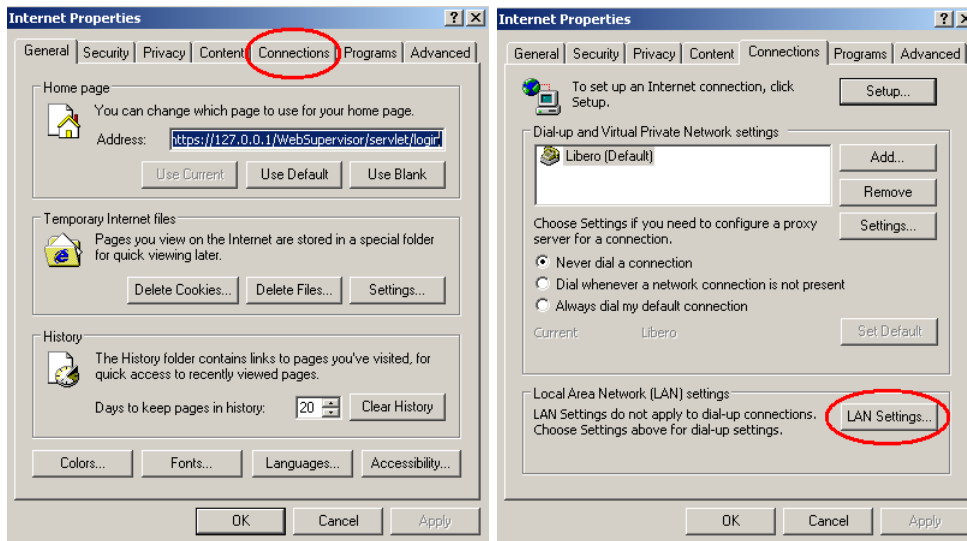 Internet Properties
General Security Privacy Content Connections Programs Advanced
Home page
You can change which page to use for your home page.
Address: https://127.0.0.1/WebSupervisor/servlet/login
Use Current Use Default Use Blank
Temporary Internet files
Pages you view on the Internet are stored in a special folder
for quick viewing later.
Delete Cookies... Delete Files... Settings...
History
The History folder contains links to pages you've visited, for
quick access to recently viewed pages.
Days to keep pages in history: 20 Clear History
Colors... Fonts... Languages... Accessibility...
OK Cancel Apply
Internet Properties
General Security Privacy Content Connections Programs Advanced
To set up an Internet connection, click
Setup.
Setup...
Dial-up and Virtual Private Network settings
Libero (Default)
Add...
Remove
Choose Settings if you need to configure a proxy
server for a connection.
Settings...
Never dial a connection
Dial whenever a network connection is not present
Always dial my default connection
Current Libero Set Default
Local Area Network (LAN) settings
LAN Settings do not apply to dial-up connections.
Choose Settings above for dial-up settings.
LAN Settings...
OK Cancel Apply